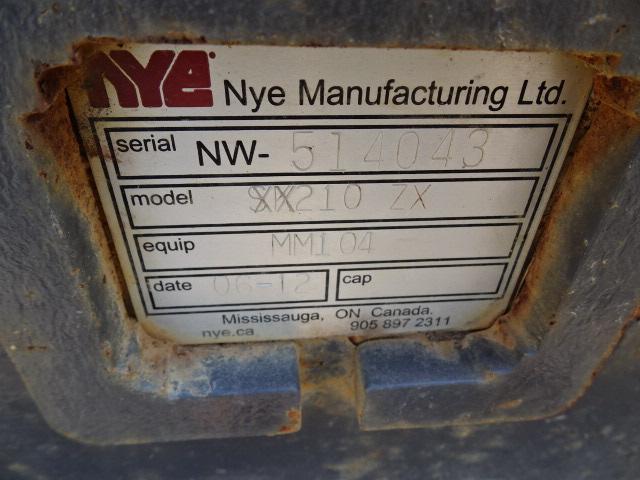 NYE Nye Manufacturing Ltd.
serial NW-514043
model 210 ZX
equip MM104
date 06-12 cap
Mississauga, ON Canada.
nye.ca 905 897 2311